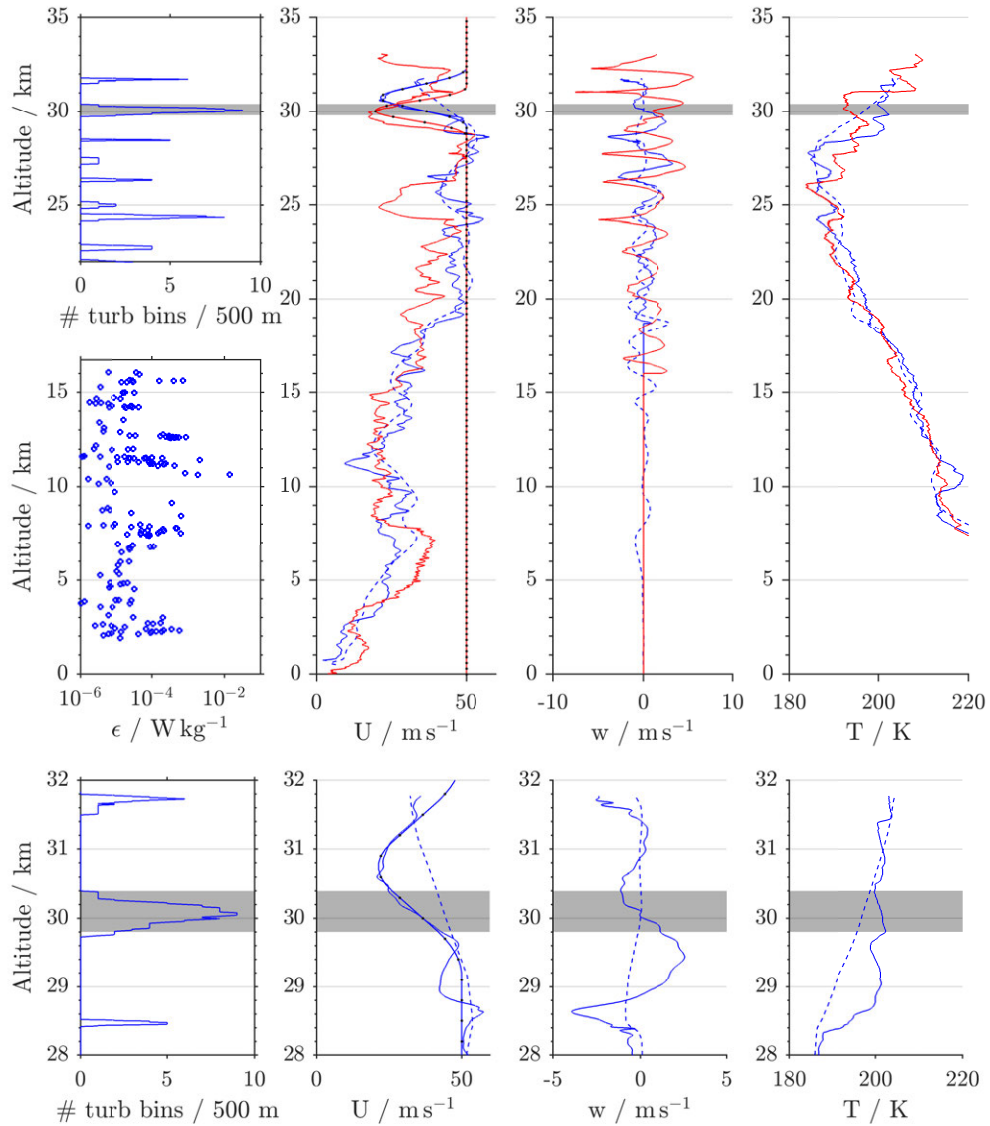 35
30
25
20
15
10
5
0
Altitude / km
Altitude / km
0 5 10
# turb bins / 500 m
10⁻⁶ 10⁻⁴ 10⁻²
ϵ / W kg⁻¹
0 50
U / m s⁻¹
-10 0 10
w / m s⁻¹
180 200 220
T / K
35
30
25
20
15
10
5
0
35
30
25
20
15
10
5
0
35
30
25
20
15
10
5
0
32
31
30
29
28
Altitude / km
0 5 10
# turb bins / 500 m
32
31
30
29
28
0 50
U / m s⁻¹
32
31
30
29
28
-5 0 5
w / m s⁻¹
32
31
30
29
28
180 200 220
T / K